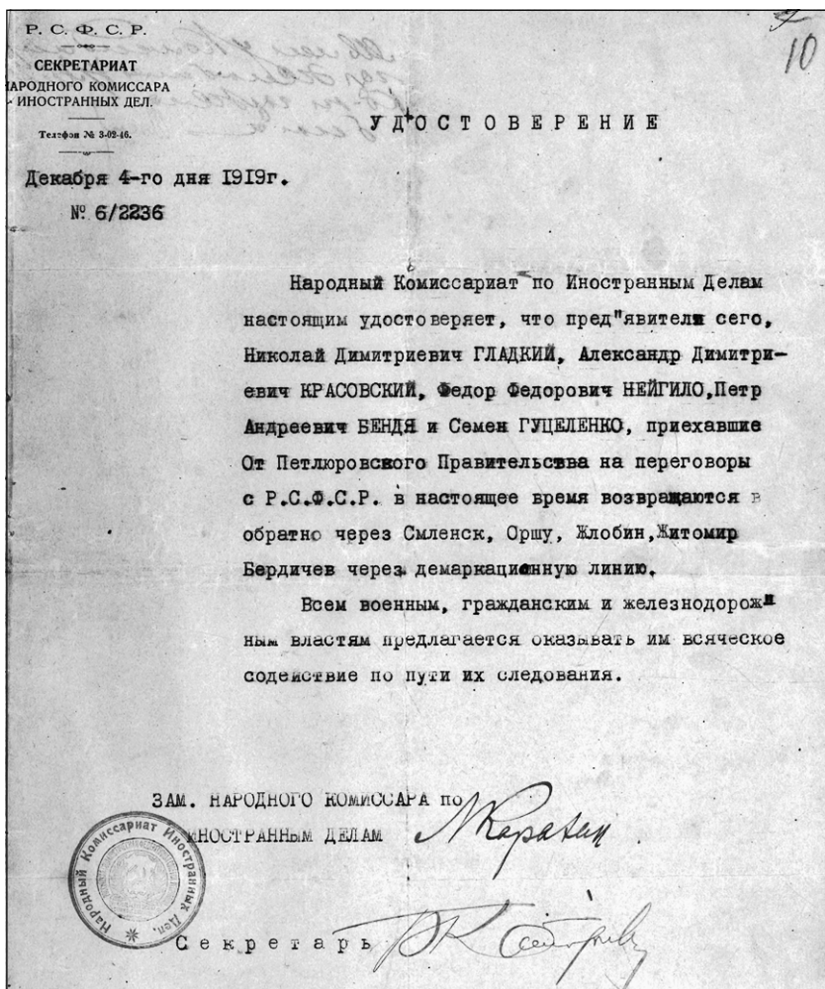 Р. С. Ф. С. Р.
СЕКРЕТАРИАТ
НАРОДНОГО КОМИССАРА
ИНОСТРАННЫХ ДЕЛ.
Телефон № 3-02-46.
10
УДОСТОВЕРЕНИЕ
Декабря 4-го дня 1919г.
№ 6/2236
Народный Комиссариат по Иностранным Делам
настоящим удостоверяет, что пред"явители сего,
Николай Димитриевич ГЛАДКИЙ, Александр Димитри-
евич КРАСОВСКИЙ, Федор Федорович НЕЙГИЛО,Петр
Андреевич БЕНДЯ и Семен ГУЦЕЛЕНКО, приехавшие
От Петлюровского Правительства на переговоры
с Р.С.Ф.С.Р. в настоящее время возвращаются в
обратно через Смленск, Оршу, Жлобин,Житомир
Бердичев через демаркационную линию.
Всем военным, гражданским и железнодорож
ным властям предлагается оказывать им всяческое
содействие по пути их следования.
ЗАМ. НАРОДНОГО КОМИССАРА по
ИНОСТРАННЫМ ДЕЛАМ
Л Карахан
Народный Комиссариат Иностранных Дел.
Секретарь